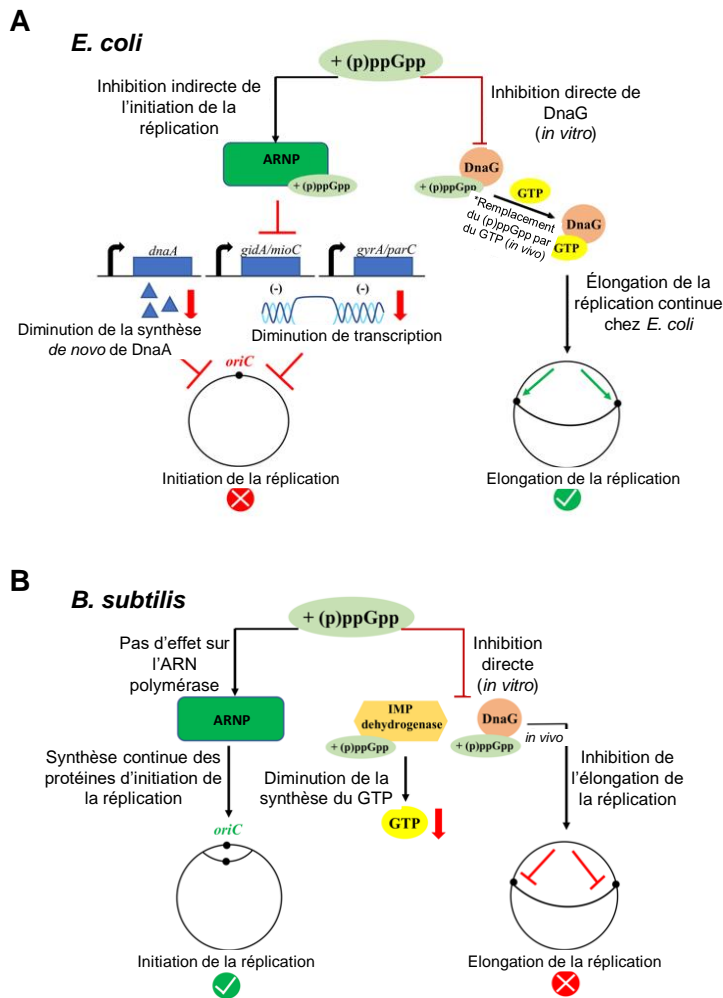 A
E. coli
+ (p)ppGpp
Inhibition indirecte de
l'initiation de la
réplication
Inhibition directe de
DnaG
(in vitro)
ARNP
+ (p)ppGpp
DnaG
+ (p)ppGpp
GTP
*Remplacement
du (p)ppGpp par
du GTP (in vivo)
DnaG
GTP
dnaA
gidA/mioC
gyrA/parC
(-)
(-)
Diminution de la synthèse
de novo de DnaA
Diminution de transcription
Élongation de la
réplication continue
chez E. coli
oriC
Initiation de la réplication
Elongation de la réplication
B
B. subtilis
+ (p)ppGpp
Pas d'effet sur
l'ARN
polymérase
Inhibition
directe
(in vitro)
ARNP
IMP
dehydrogenase
+ (p)ppGpp
DnaG
+ (p)ppGpp
in vivo
Synthèse continue des
protéines d'initiation de
la réplication
Diminution de la
synthèse du GTP
GTP
Inhibition de
l'élongation de
la réplication
oriC
Initiation de la réplication
Elongation de la réplication